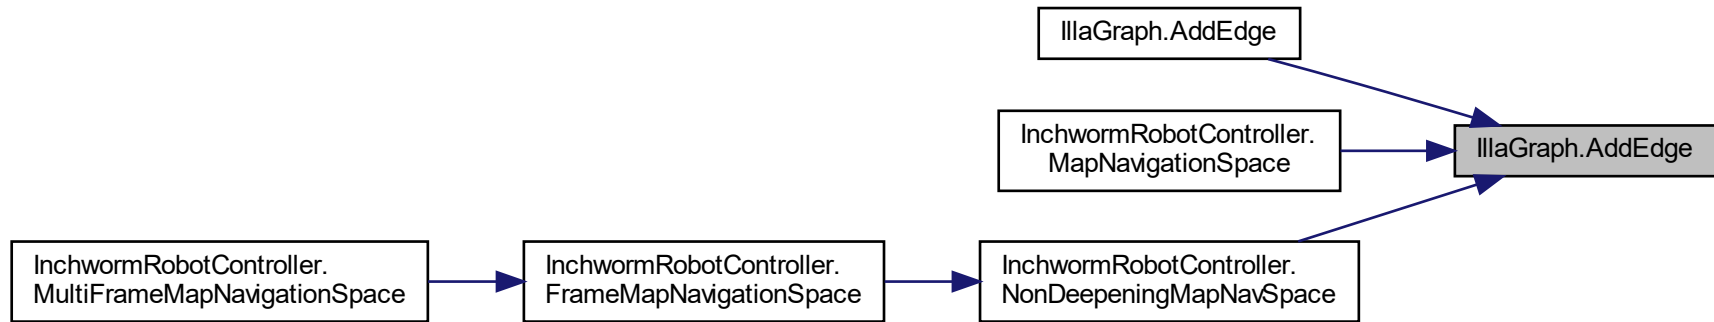 IllaGraph.AddEdge
InchwormRobotController.
MapNavigationSpace
IllaGraph.AddEdge
InchwormRobotController.
MultiFrameMapNavigationSpace
InchwormRobotController.
FrameMapNavigationSpace
InchwormRobotController.
NonDeepeningMapNavSpace